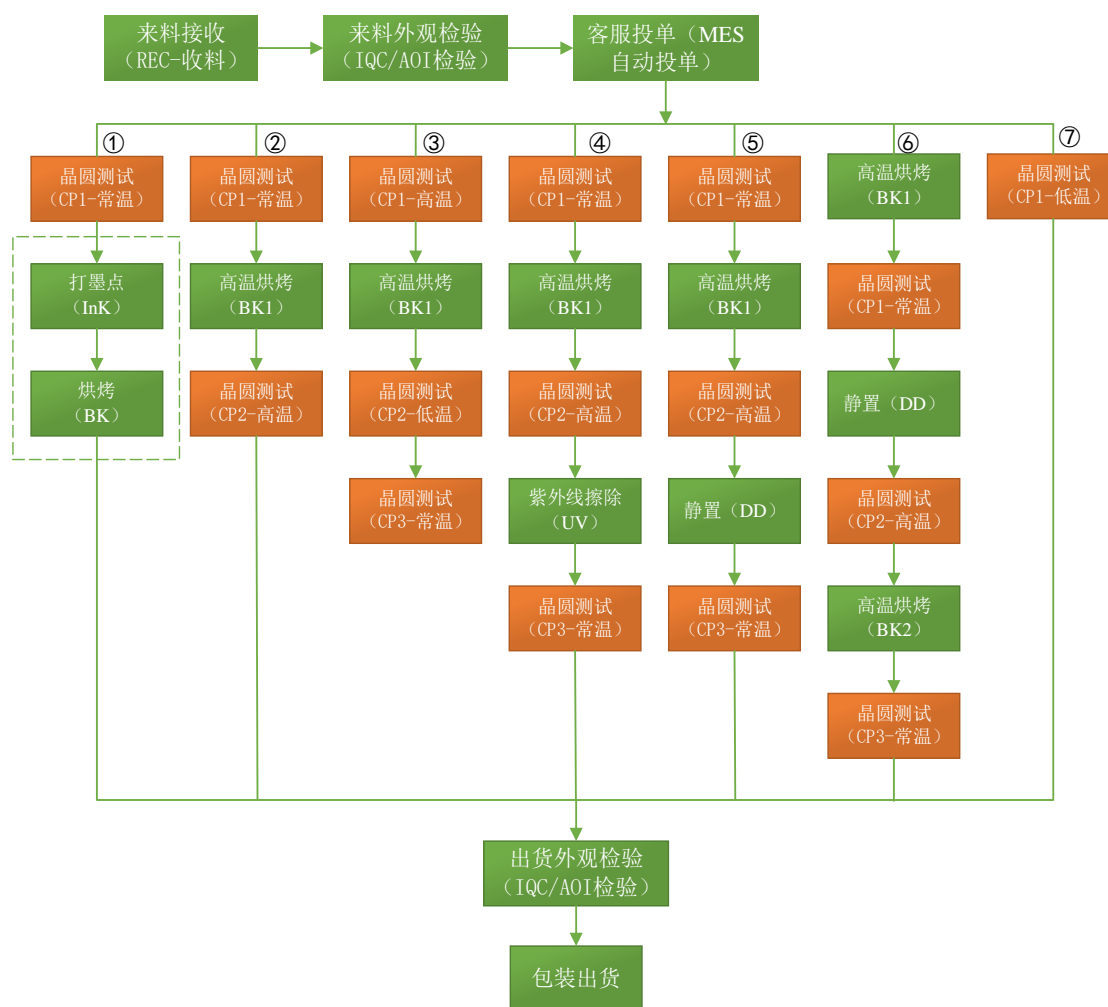 来料接收
（REC-收料）
来料外观检验
（IQC/AOI检验）
客服投单（MES
自动投单）
①
晶圆测试
（CP1-常温）
打墨点
（InK）
烘烤
（BK）
②
晶圆测试
（CP1-常温）
高温烘烤
（BK1）
晶圆测试
（CP2-高温）
③
晶圆测试
（CP1-高温）
高温烘烤
（BK1）
晶圆测试
（CP2-低温）
晶圆测试
（CP3-常温）
④
晶圆测试
（CP1-常温）
高温烘烤
（BK1）
晶圆测试
（CP2-高温）
紫外线擦除
（UV）
晶圆测试
（CP3-常温）
⑤
晶圆测试
（CP1-常温）
高温烘烤
（BK1）
晶圆测试
（CP2-高温）
静置（DD）
晶圆测试
（CP3-常温）
⑥
高温烘烤
（BK1）
晶圆测试
（CP1-常温）
静置（DD）
晶圆测试
（CP2-高温）
高温烘烤
（BK2）
晶圆测试
（CP3-常温）
⑦
晶圆测试
（CP1-低温）
出货外观检验
（IQC/AOI检验）
包装出货